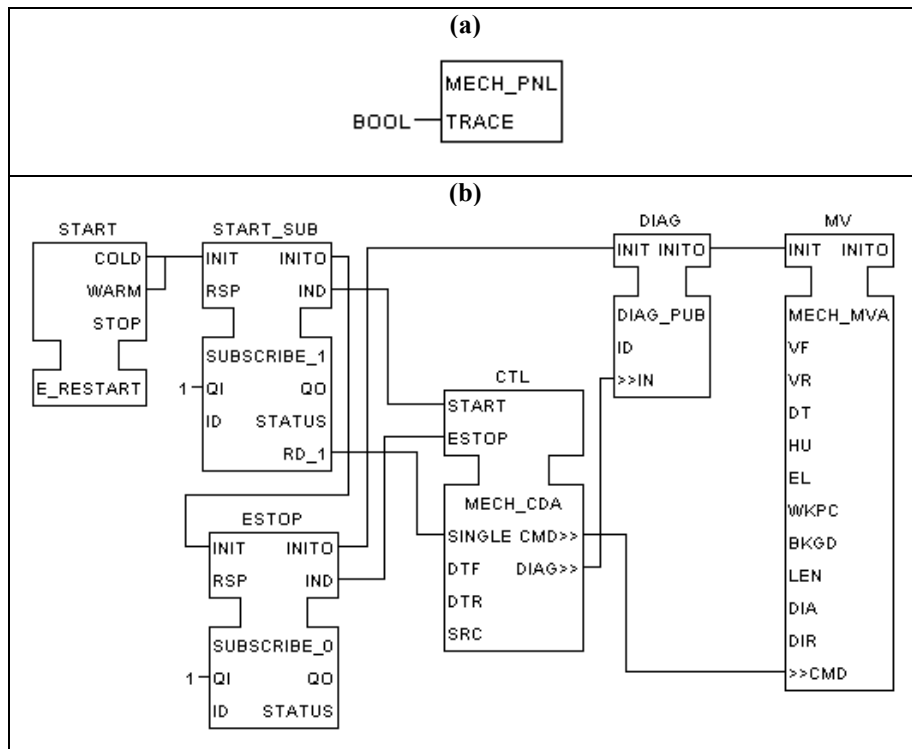 (a)
MECH_PNL
BOOL TRACE
(b)
START
COLD
WARM
STOP
E_RESTART
START_SUB
INIT INITO
RSP IND
SUBSCRIBE_1
1 QI QO
ID STATUS
RD_1
ESTOP
INIT INITO
RSP IND
SUBSCRIBE_0
1 QI QO
ID STATUS
CTL
START
ESTOP
MECH_CDA
SINGLE CMD>>
DTF DIAG>>
DTR
SRC
DIAG
INIT INITO
DIAG_PUB
ID
>>IN
MV
INIT INITO
MECH_MVA
VF
VR
DT
HU
EL
WKPC
BKGD
LEN
DIA
DIR
>>CMD